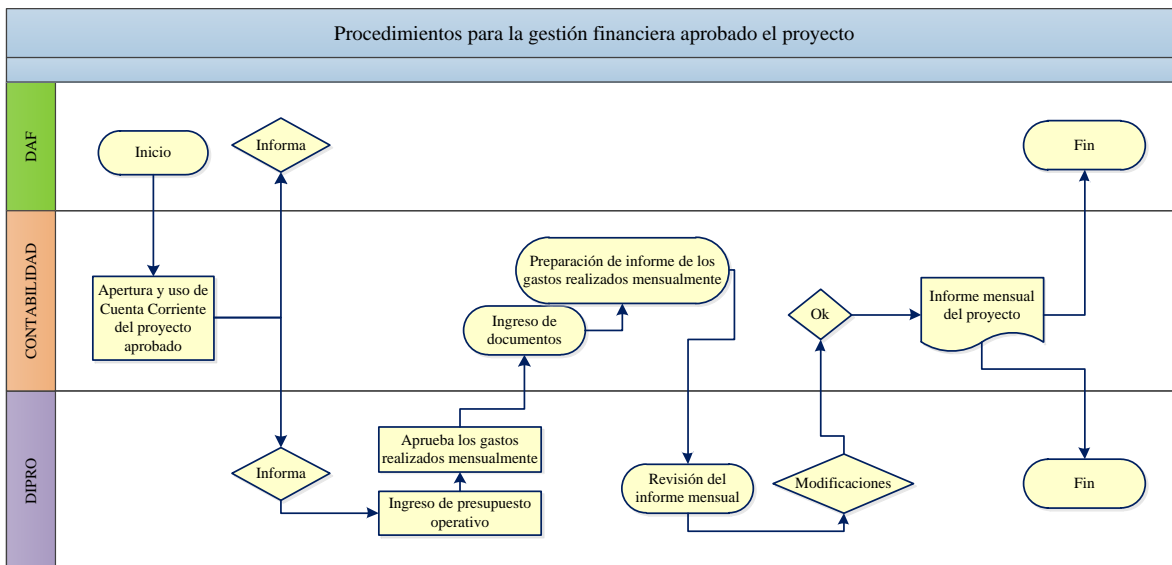 Procedimientos para la gestión financiera aprobado el proyecto
DAF
Inicio
Informa
Fin
CONTABILIDAD
Apertura y uso de
Cuenta Corriente
del proyecto
aprobado
Preparación de informe de los
gastos realizados mensualmente
Ingreso de
documentos
Ok
Informe mensual
del proyecto
DIPRO
Informa
Aprueba los gastos
realizados mensualmente
Ingreso de presupuesto
operativo
Revisión del
informe mensual
Modificaciones
Fin